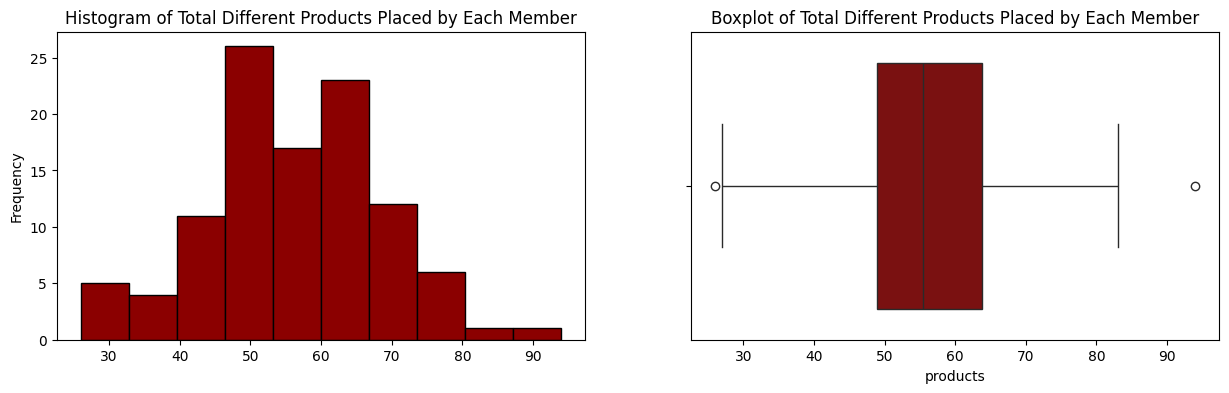 Histogram of Total Different Products Placed by Each Member
Frequency
25
20
15
10
5
0
30 40 50 60 70 80 90
Boxplot of Total Different Products Placed by Each Member
30 40 50 60 70 80 90
products